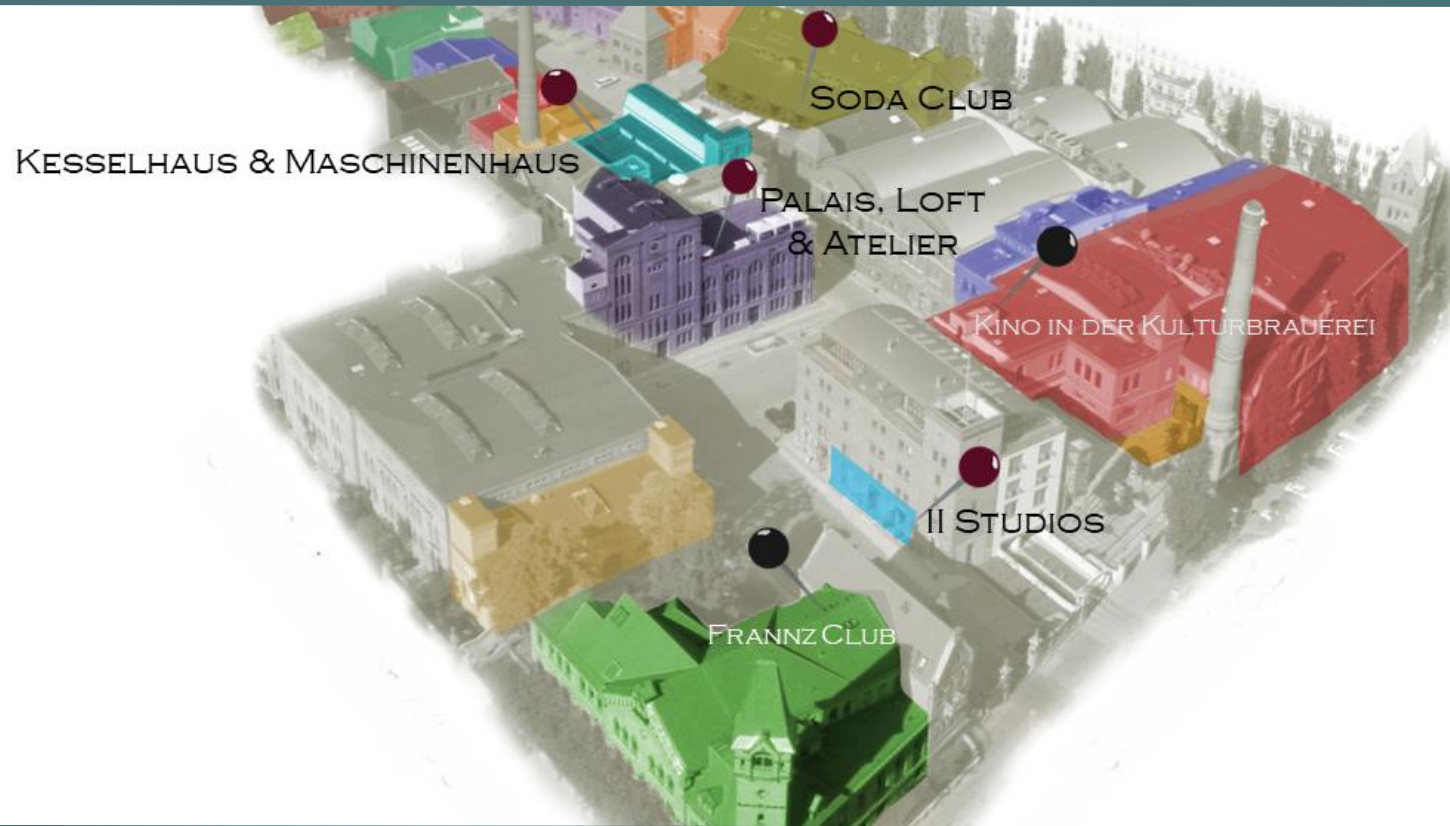 Soda Club
Kesselhaus & Maschinenhaus
Palais, Loft
& Atelier
Kino in der Kulturbrauerei
II Studios
Frannz Club